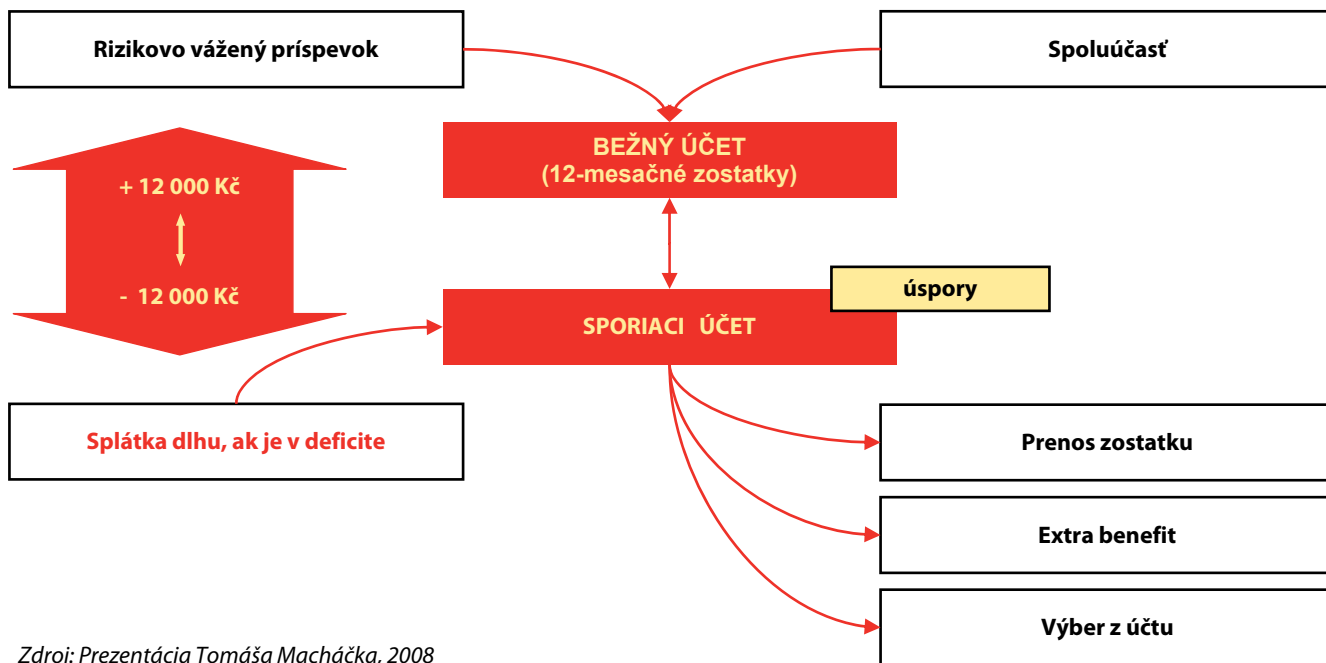 Rizikovo vážený príspevok
Spoluúčasť
BEŽNÝ ÚČET
(12-mesačné zostatky)
+ 12 000 Kč
- 12 000 Kč
úspory
SPORIACI ÚČET
Splátka dlhu, ak je v deficite
Prenos zostatku
Extra benefit
Výber z účtu
Zdroj: Prezentácia Tomáša Macháčka, 2008